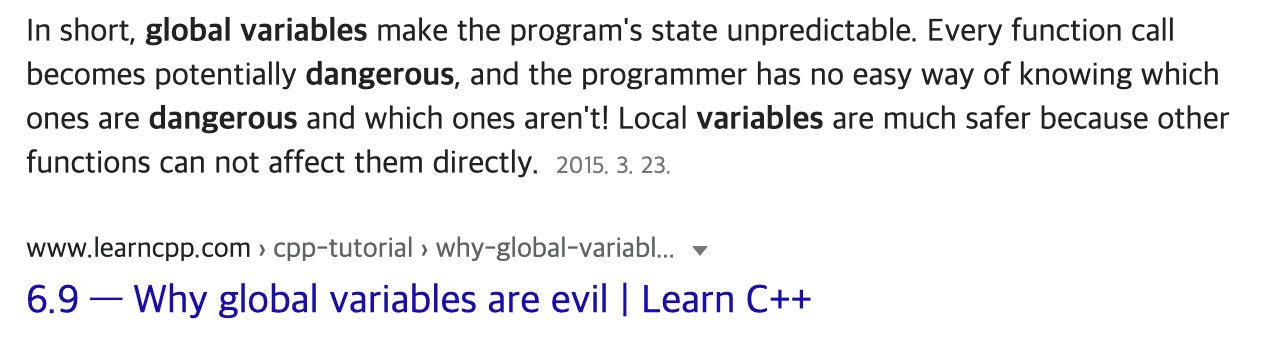 In short, global variables make the program's state unpredictable. Every function call
becomes potentially dangerous, and the programmer has no easy way of knowing which
ones are dangerous and which ones aren't! Local variables are much safer because other
functions can not affect them directly. 2015. 3. 23.
www.learncpp.com › cpp-tutorial › why-global-variabl...
6.9 — Why global variables are evil | Learn C++